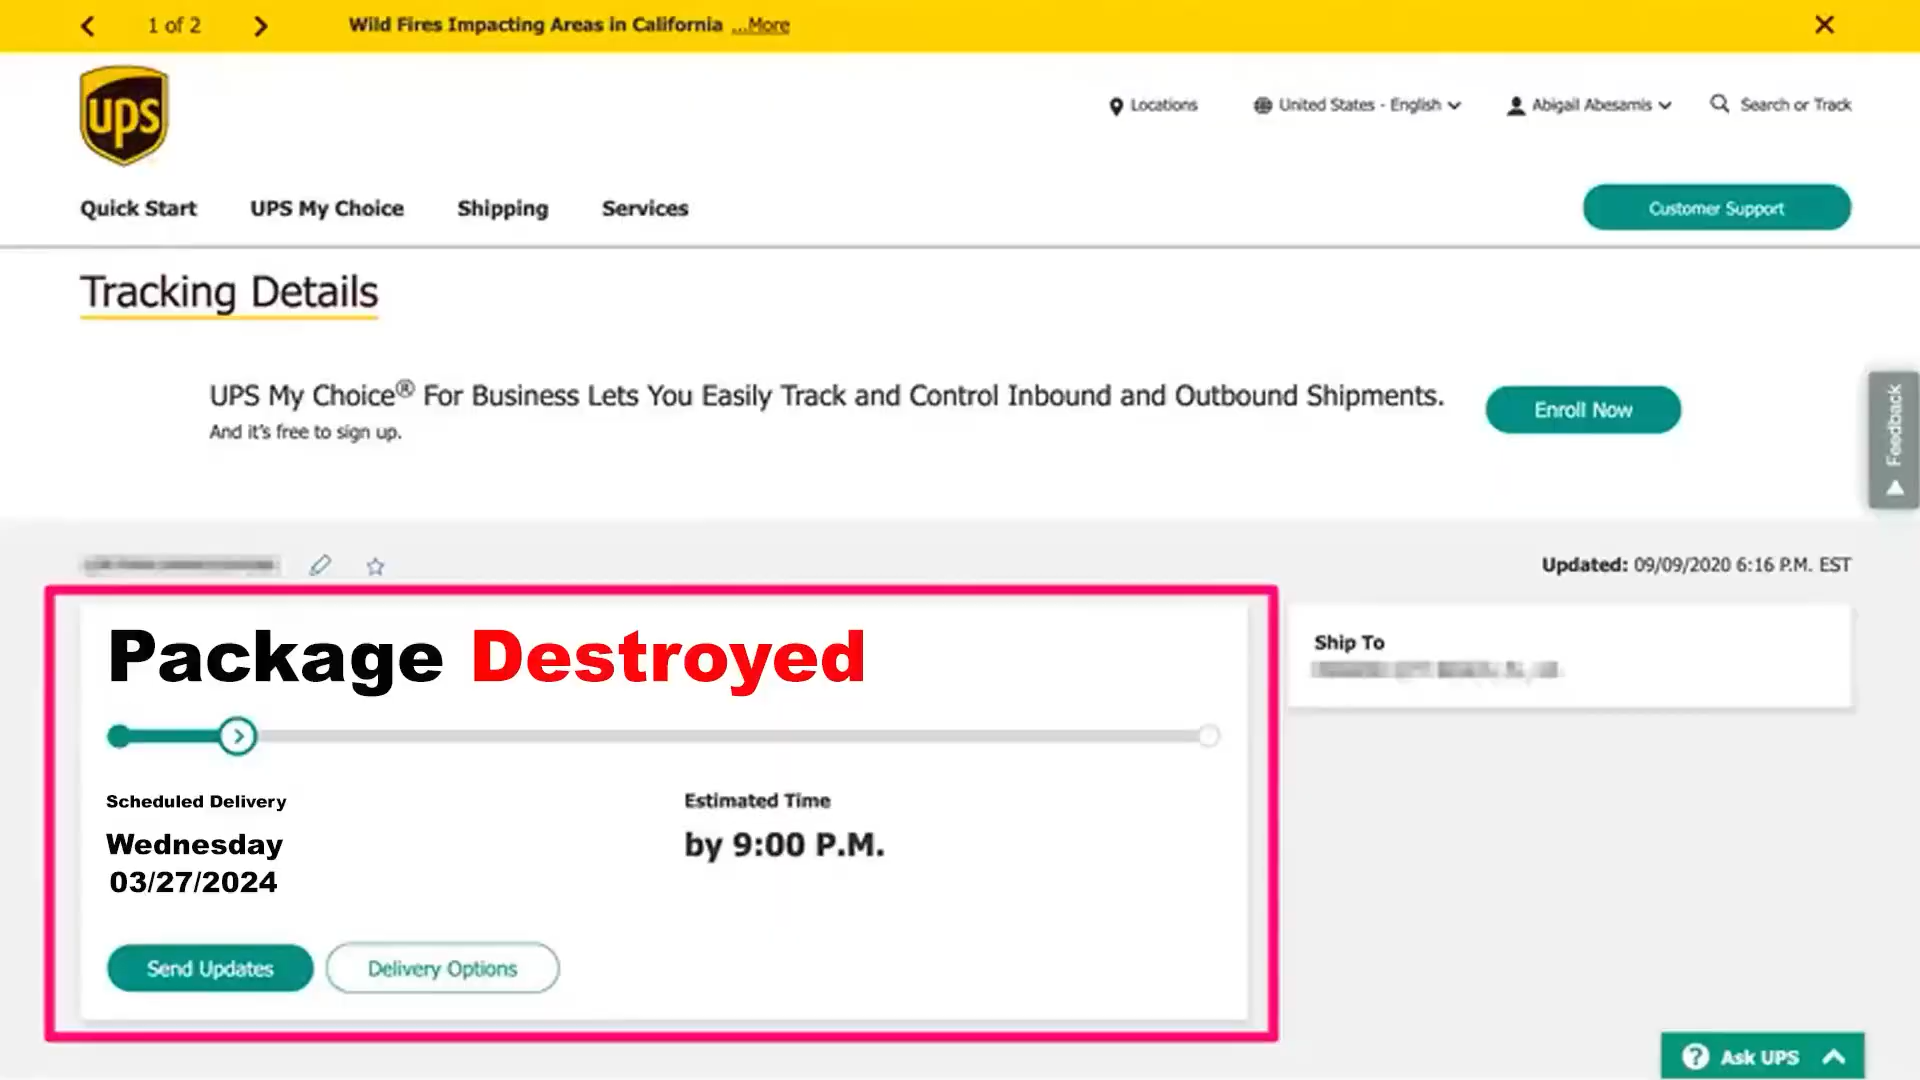 1 of 2
Wild Fires Impacting Areas in California ...More
ups
Locations
United States - English
Abigail Abesamis
Search or Track
Quick Start
UPS My Choice
Shipping
Services
Customer Support
Tracking Details
UPS My Choice® For Business Lets You Easily Track and Control Inbound and Outbound Shipments.
And it's free to sign up.
Enroll Now
Feedback
Updated: 09/09/2020 6:16 P.M. EST
Package Destroyed
Ship To
Scheduled Delivery
Wednesday
03/27/2024
Estimated Time
by 9:00 P.M.
Send Updates
Delivery Options
Ask UPS